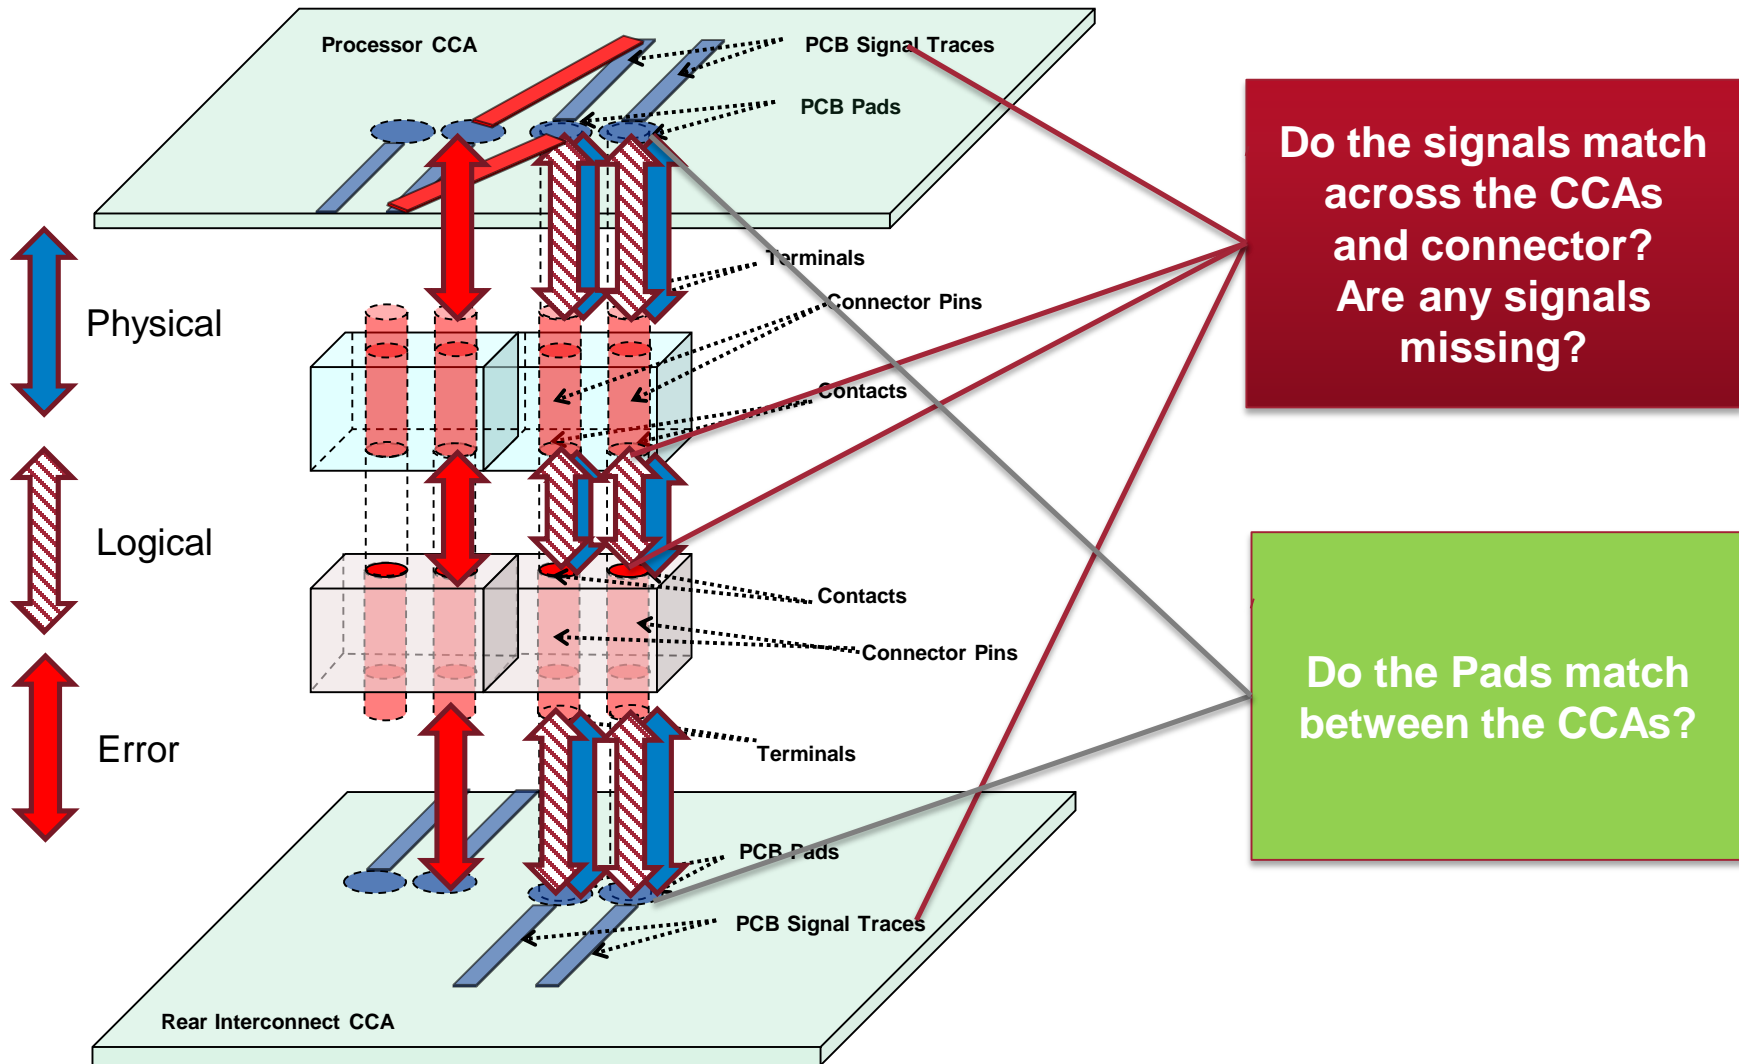 Processor CCA
PCB Signal Traces
PCB Pads
Terminals
Connector Pins
Contacts
Contacts
Connector Pins
Terminals
PCB Pads
PCB Signal Traces
Rear Interconnect CCA
Physical
Logical
Error
Do the signals match
across the CCAs
and connector?
Are any signals
missing?
Do the Pads match
between the CCAs?